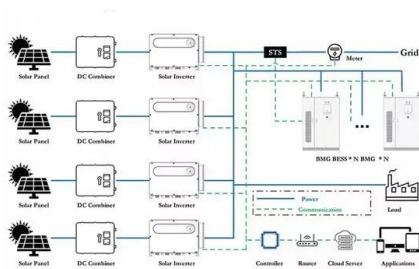 STS
Meter
Grid
Solar Panel
DC Combiner
Solar Inverter
Solar Panel
DC Combiner
Solar Inverter
BMG BESS * N BMG * N
Solar Panel
DC Combiner
Solar Inverter
Power
Communication
Load
Solar Panel
DC Combiner
Solar Inverter
Controller
Router
Cloud Server
Applications